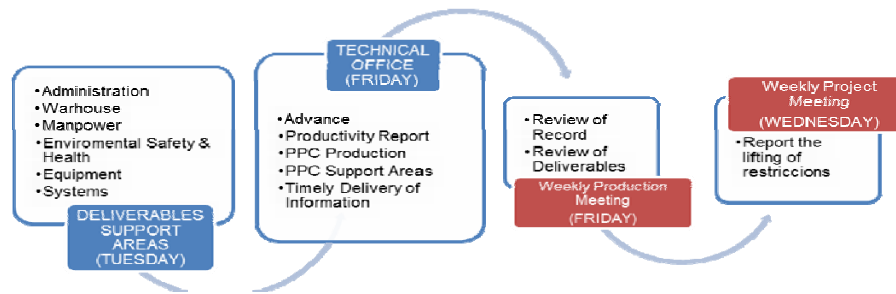 •Administration
•Warhouse
•Manpower
•Enviromental Safety &
Health
•Equipment
•Systems
DELIVERABLES
SUPPORT
AREAS
(TUESDAY)
TECHNICAL
OFFICE
(FRIDAY)
•Advance
•Productivity Report
•PPC Production
•PPC Support Areas
•Timely Delivery of
Information
•Review of
Record
•Review of
Deliverables
Weekly Production
Meeting
(FRIDAY)
Weekly Project
Meeting
(WEDNESDAY)
•Report the
lifting of
restriccions